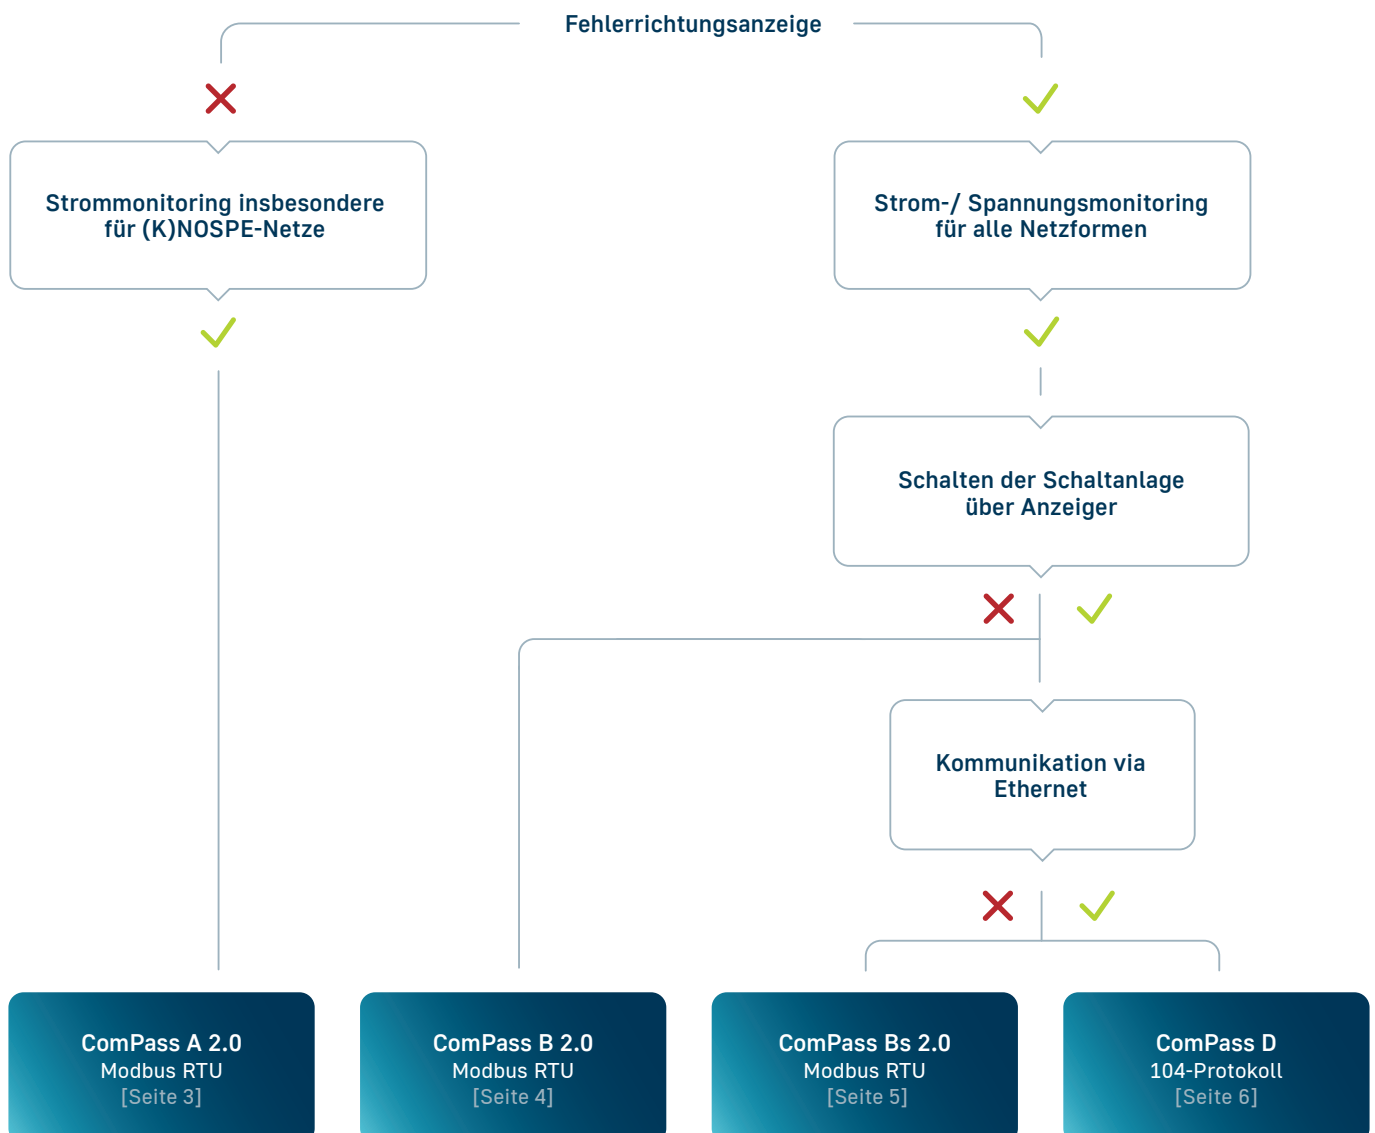 Fehlerrichtungsanzeige
Strommonitoring insbesondere
für (K)NOSPE-Netze
Strom-/ Spannungsmonitoring
für alle Netzformen
Schalten der Schaltanlage
über Anzeiger
Kommunikation via
Ethernet
ComPass A 2.0
Modbus RTU
[Seite 3]
ComPass B 2.0
Modbus RTU
[Seite 4]
ComPass Bs 2.0
Modbus RTU
[Seite 5]
ComPass D
104-Protokoll
[Seite 6]